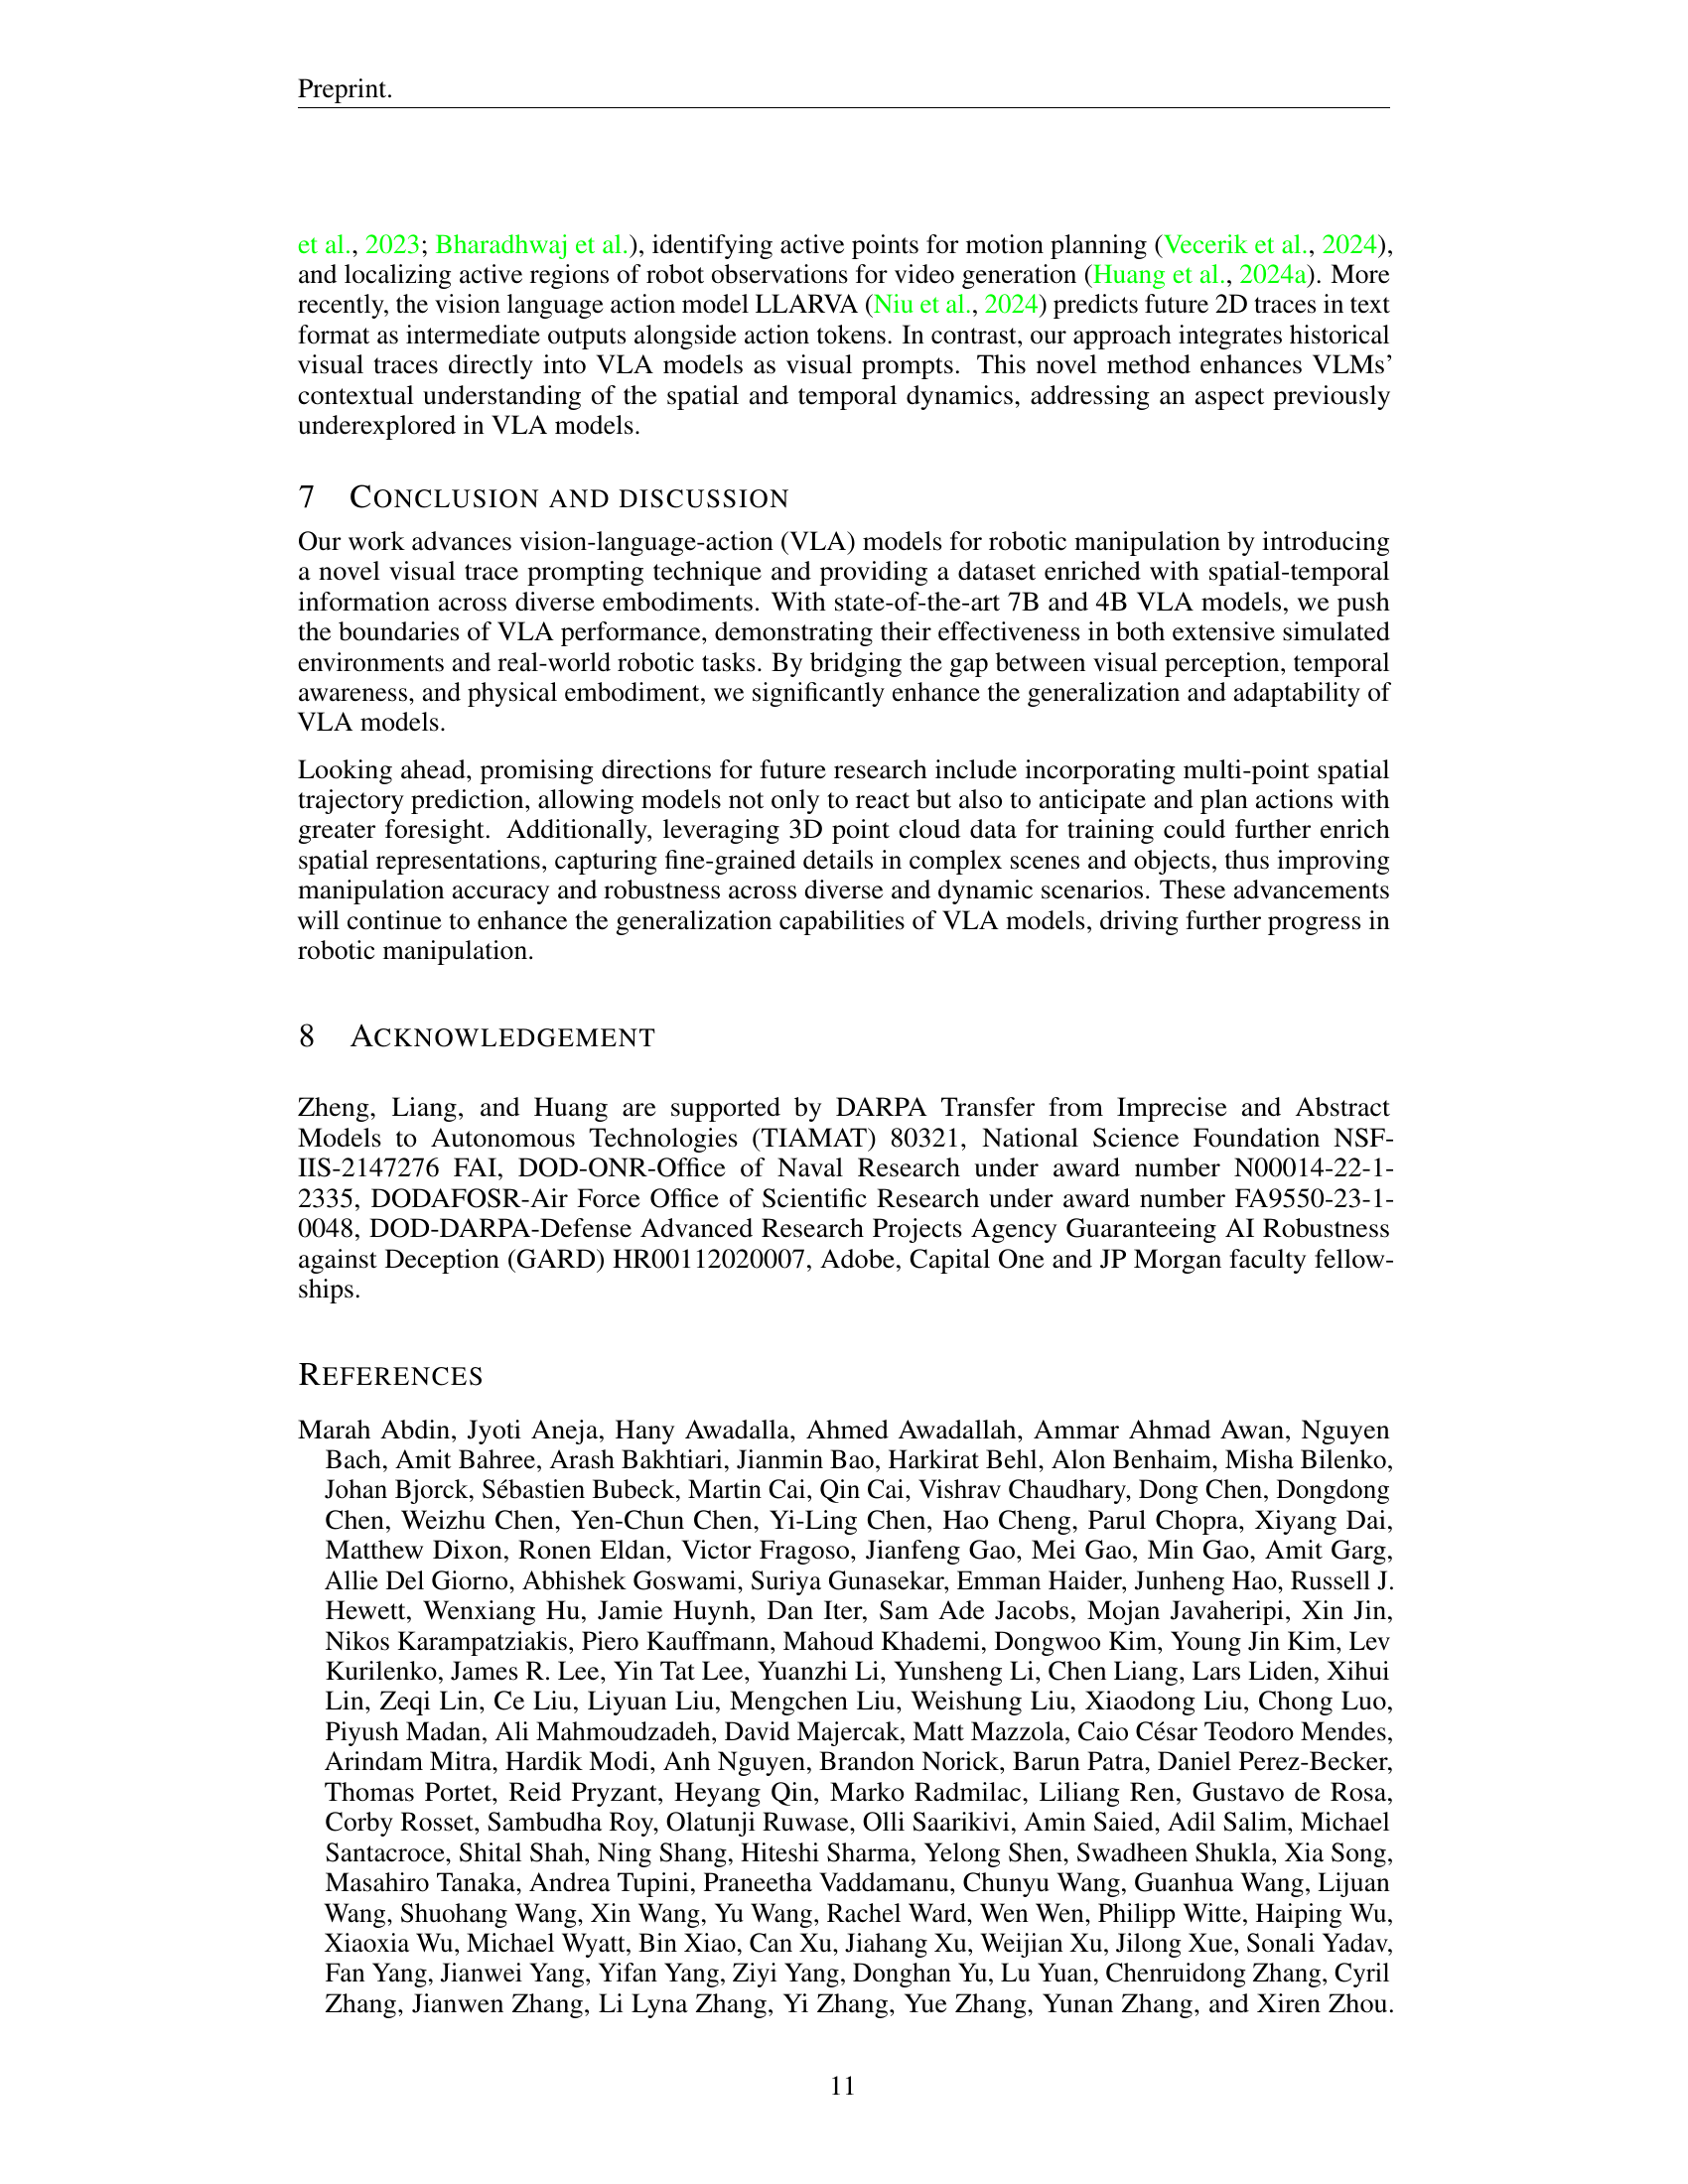 Preprint.
et al., 2023; Bharadhwaj et al.), identifying active points for motion planning (Vecerik et al., 2024),
and localizing active regions of robot observations for video generation (Huang et al., 2024a). More
recently, the vision language action model LLARVA (Niu et al., 2024) predicts future 2D traces in text
format as intermediate outputs alongside action tokens. In contrast, our approach integrates historical
visual traces directly into VLA models as visual prompts. This novel method enhances VLMs’
contextual understanding of the spatial and temporal dynamics, addressing an aspect previously
underexplored in VLA models.
7 CONCLUSION AND DISCUSSION
Our work advances vision-language-action (VLA) models for robotic manipulation by introducing
a novel visual trace prompting technique and providing a dataset enriched with spatial-temporal
information across diverse embodiments. With state-of-the-art 7B and 4B VLA models, we push
the boundaries of VLA performance, demonstrating their effectiveness in both extensive simulated
environments and real-world robotic tasks. By bridging the gap between visual perception, temporal
awareness, and physical embodiment, we significantly enhance the generalization and adaptability of
VLA models.
Looking ahead, promising directions for future research include incorporating multi-point spatial
trajectory prediction, allowing models not only to react but also to anticipate and plan actions with
greater foresight. Additionally, leveraging 3D point cloud data for training could further enrich
spatial representations, capturing fine-grained details in complex scenes and objects, thus improving
manipulation accuracy and robustness across diverse and dynamic scenarios. These advancements
will continue to enhance the generalization capabilities of VLA models, driving further progress in
robotic manipulation.
8 ACKNOWLEDGEMENT
Zheng, Liang, and Huang are supported by DARPA Transfer from Imprecise and Abstract
Models to Autonomous Technologies (TIAMAT) 80321, National Science Foundation NSF-
IIS-2147276 FAI, DOD-ONR-Office of Naval Research under award number N00014-22-1-
2335, DODAFOSR-Air Force Office of Scientific Research under award number FA9550-23-1-
0048, DOD-DARPA-Defense Advanced Research Projects Agency Guaranteeing AI Robustness
against Deception (GARD) HR00112020007, Adobe, Capital One and JP Morgan faculty fellow-
ships.
REFERENCES
Marah Abdin, Jyoti Aneja, Hany Awadalla, Ahmed Awadallah, Ammar Ahmad Awan, Nguyen
Bach, Amit Bahree, Arash Bakhtiari, Jianmin Bao, Harkirat Behl, Alon Benhaim, Misha Bilenko,
Johan Bjorck, Sébastien Bubeck, Martin Cai, Qin Cai, Vishrav Chaudhary, Dong Chen, Dongdong
Chen, Weizhu Chen, Yen-Chun Chen, Yi-Ling Chen, Hao Cheng, Parul Chopra, Xiyang Dai,
Matthew Dixon, Ronen Eldan, Victor Fragoso, Jianfeng Gao, Mei Gao, Min Gao, Amit Garg,
Allie Del Giorno, Abhishek Goswami, Suriya Gunasekar, Emman Haider, Junheng Hao, Russell J.
Hewett, Wenxiang Hu, Jamie Huynh, Dan Iter, Sam Ade Jacobs, Mojan Javaheripi, Xin Jin,
Nikos Karampatziakis, Piero Kauffmann, Mahoud Khademi, Dongwoo Kim, Young Jin Kim, Lev
Kurilenko, James R. Lee, Yin Tat Lee, Yuanzhi Li, Yunsheng Li, Chen Liang, Lars Liden, Xihui
Lin, Zeqi Lin, Ce Liu, Liyuan Liu, Mengchen Liu, Weishung Liu, Xiaodong Liu, Chong Luo,
Piyush Madan, Ali Mahmoudzadeh, David Majercak, Matt Mazzola, Caio César Teodoro Mendes,
Arindam Mitra, Hardik Modi, Anh Nguyen, Brandon Norick, Barun Patra, Daniel Perez-Becker,
Thomas Portet, Reid Pryzant, Heyang Qin, Marko Radmilac, Liliang Ren, Gustavo de Rosa,
Corby Rosset, Sambudha Roy, Olatunji Ruwase, Olli Saarikivi, Amin Saied, Adil Salim, Michael
Santacroce, Shital Shah, Ning Shang, Hiteshi Sharma, Yelong Shen, Swadheen Shukla, Xia Song,
Masahiro Tanaka, Andrea Tupini, Praneetha Vaddamanu, Chunyu Wang, Guanhua Wang, Lijuan
Wang, Shuohang Wang, Xin Wang, Yu Wang, Rachel Ward, Wen Wen, Philipp Witte, Haiping Wu,
Xiaoxia Wu, Michael Wyatt, Bin Xiao, Can Xu, Jiahang Xu, Weijian Xu, Jilong Xue, Sonali Yadav,
Fan Yang, Jianwei Yang, Yifan Yang, Ziyi Yang, Donghan Yu, Lu Yuan, Chenruidong Zhang, Cyril
Zhang, Jianwen Zhang, Li Lyna Zhang, Yi Zhang, Yue Zhang, Yunan Zhang, and Xiren Zhou.
11